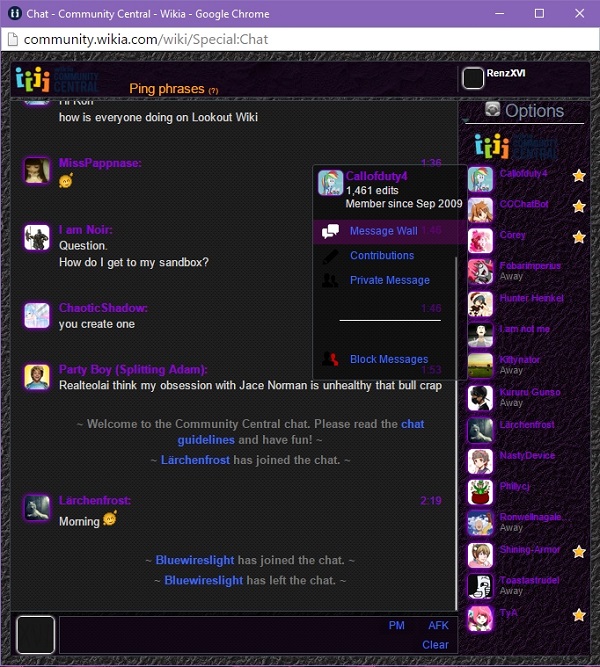 Chat - Community Central - Wikia - Google Chrome
community.wikia.com/wiki/Special:Chat
COMMUNITY
CENTRAL
Ping phrases (?)
RenzXVI
Hi Korr
how is everyone doing on Lookout Wiki
MissPappnase: 1:36
I am Noir: 1:46
Question.
How do I get to my sandbox?
ChaoticShadow: 1:46
you create one
Party Boy (Splitting Adam): 1:53
Realteolai think my obsession with Jace Norman is unhealthy that bull crap
~ Welcome to the Community Central chat. Please read the chat
guidelines and have fun! ~
~ Lärchenfrost has joined the chat. ~
Lärchenfrost: 2:19
Morning
~ Bluewireslight has joined the chat. ~
~ Bluewireslight has left the chat. ~
PM AFK
Clear
Callofduty4
1,461 edits
Member since Sep 2009
Message Wall
Contributions
Private Message
Block Messages
Options
COMMUNITY
CENTRAL
Callofduty4
COChatBot
Côrey
Fobarimperius
Away
Hunter Heinkel
I am not me
Kittynator
Away
Kururu Gunso
Away
Lärchenfrost
NastyDevice
Phillycj
Ronwellnagale...
Away
Shining-Armor
Toastastrudel
Away
TyA